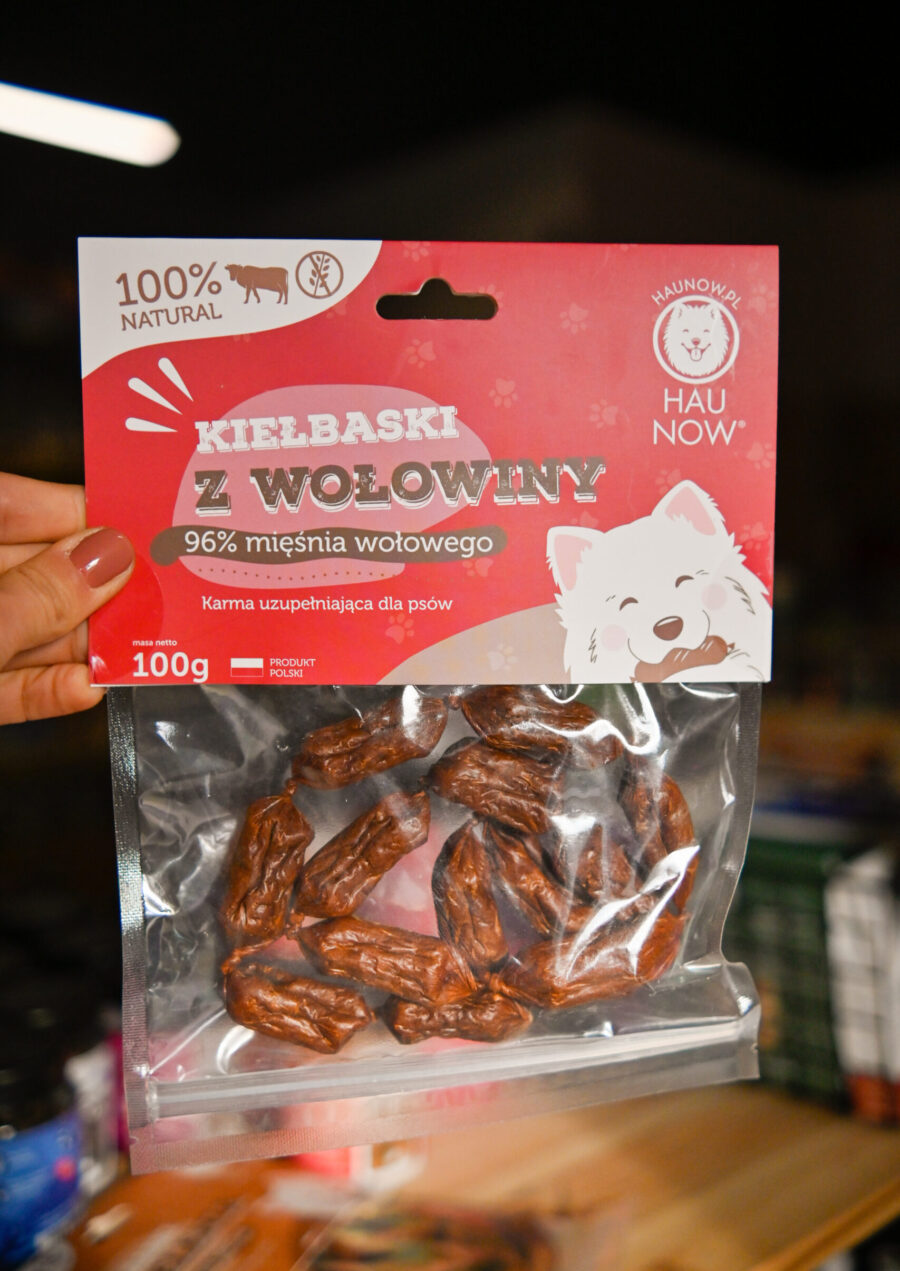 100%
NATURAL
HAUNOW.PL
HAU
NOW®
KIEŁBASKI
Z WOŁOWINY
96% mięśnia wołowego
Karma uzupełniająca dla psów
masa netto
100g
PRODUKT
POLSKI